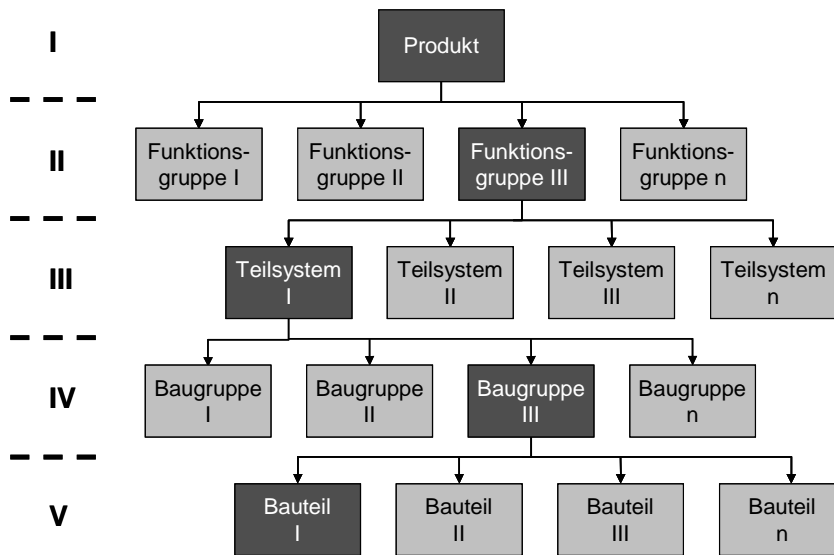 I
Produkt
II
Funktions-
gruppe I
Funktions-
gruppe II
Funktions-
gruppe III
Funktions-
gruppe n
III
Teilsystem
I
Teilsystem
II
Teilsystem
III
Teilsystem
n
IV
Baugruppe
I
Baugruppe
II
Baugruppe
III
Baugruppe
n
V
Bauteil
I
Bauteil
II
Bauteil
III
Bauteil
n